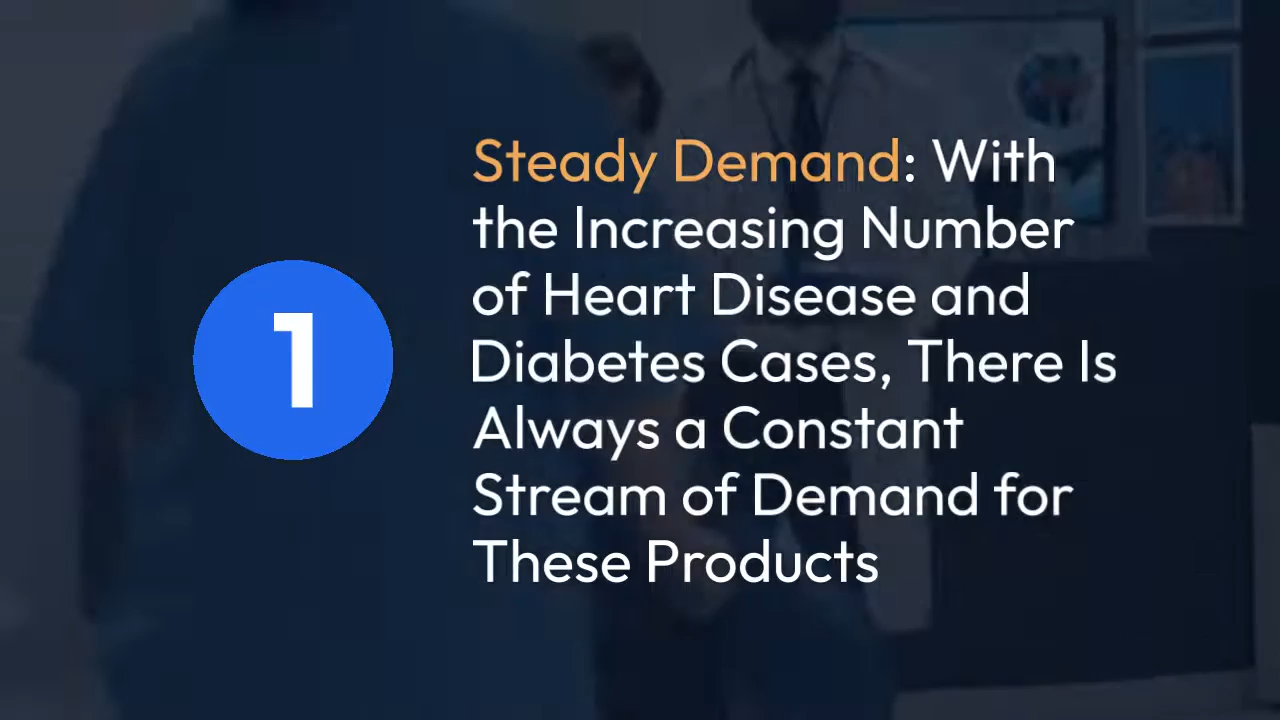 1
Steady Demand: With
the Increasing Number
of Heart Disease and
Diabetes Cases, There Is
Always a Constant
Stream of Demand for
These Products